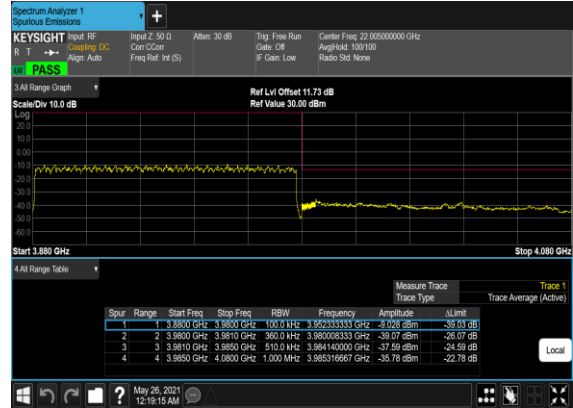 Spectrum Analyzer 1
Spurious Emissions
+
KEYSIGHT Input: RF Input Z: 50 Ω Atten: 30 dB Trig: Free Run Center Freq: 22.005000000 GHz
R T Coupling: DC Corr CCorr Gate: Off Avg|Hold: 100/100
Align: Auto Freq Ref: Int (S) IF Gain: Low Radio Std: None
PASS
3 All Range Graph
Ref Lvl Offset 11.73 dB
Scale/Div 10.0 dB Ref Value 30.00 dBm
Log
20.0
10.0
0.00
-10.0
-20.0
-30.0
-40.0
-50.0
-60.0
Start 3.880 GHz Stop 4.080 GHz
4 All Range Table
Measure Trace Trace 1
Trace Type Trace Average (Active)
Spur Range Start Freq Stop Freq RBW Frequency Amplitude ΔLimit
1 1 3.8800 GHz 3.9800 GHz 100.0 kHz 3.952333333 GHz -9.028 dBm -39.03 dB
2 2 3.9800 GHz 3.9810 GHz 360.0 kHz 3.980008333 GHz -39.07 dBm -26.07 dB
3 3 3.9810 GHz 3.9850 GHz 510.0 kHz 3.984140000 GHz -37.59 dBm -24.59 dB
4 4 3.9850 GHz 4.0800 GHz 1.000 MHz 3.985316667 GHz -35.78 dBm -22.78 dB
Local
? May 26, 2021
12:19:15 AM